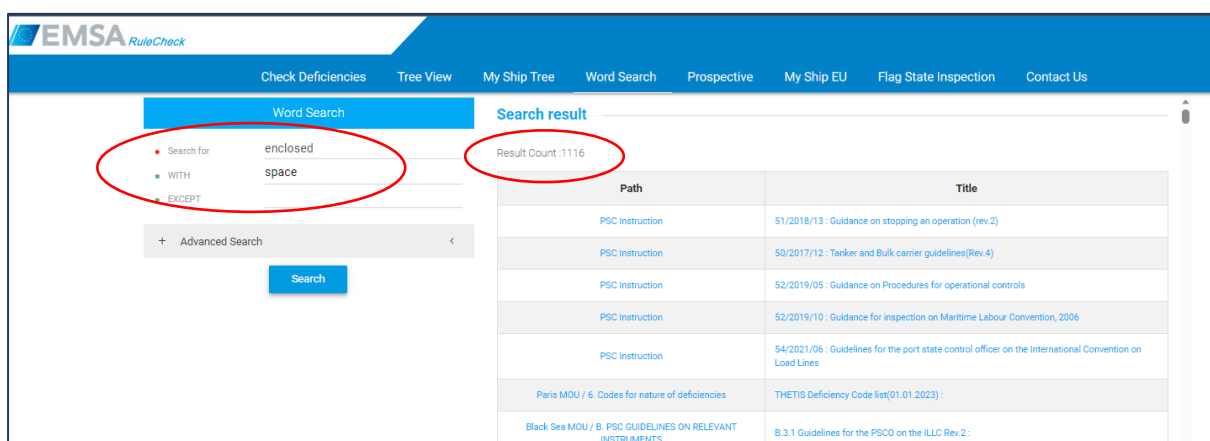 EMSA RuleCheck
Check Deficiencies Tree View My Ship Tree Word Search Prospective My Ship EU Flag State Inspection Contact Us
Word Search
* Search for enclosed
* WITH space
* EXCEPT
+ Advanced Search <
Search
Search result
Result Count :1116
Path Title
PSC Instruction 51/2018/13 : Guidance on stopping an operation (rev.2)
PSC Instruction 50/2017/12 : Tanker and Bulk carrier guidelines(Rev.4)
PSC Instruction 52/2019/05 : Guidance on Procedures for operational controls
PSC Instruction 52/2019/10 : Guidance for inspection on Maritime Labour Convention, 2006
PSC Instruction 54/2021/06 : Guidelines for the port state control officer on the International Convention on
Load Lines
Paris MOU / 6. Codes for nature of deficiencies THETIS Deficiency Code list(01.01.2023) :
Black Sea MOU / B. PSC GUIDELINES ON RELEVANT
INSTRUMENTS B.3.1 Guidelines for the PSCO on the ILLC Rev.2 :